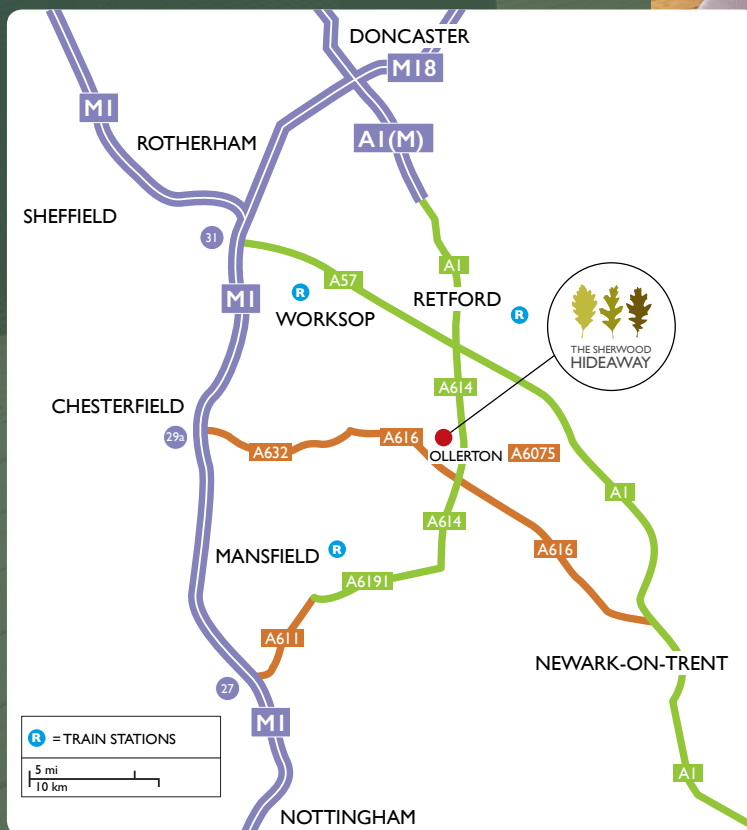 DONCASTER
M18
M1
A1(M)
ROTHERHAM
SHEFFIELD
31
A57
A1
M1
R
RETFORD
R
WORKSOP
THE SHERWOOD
HIDEAWAY
A614
CHESTERFIELD
29a
A632
A616
OLLERTON
A6075
A1
A614
MANSFIELD
R
A616
A6191
A611
NEWARK-ON-TRENT
27
M1
R = TRAIN STATIONS
5 mi
10 km
A1
NOTTINGHAM